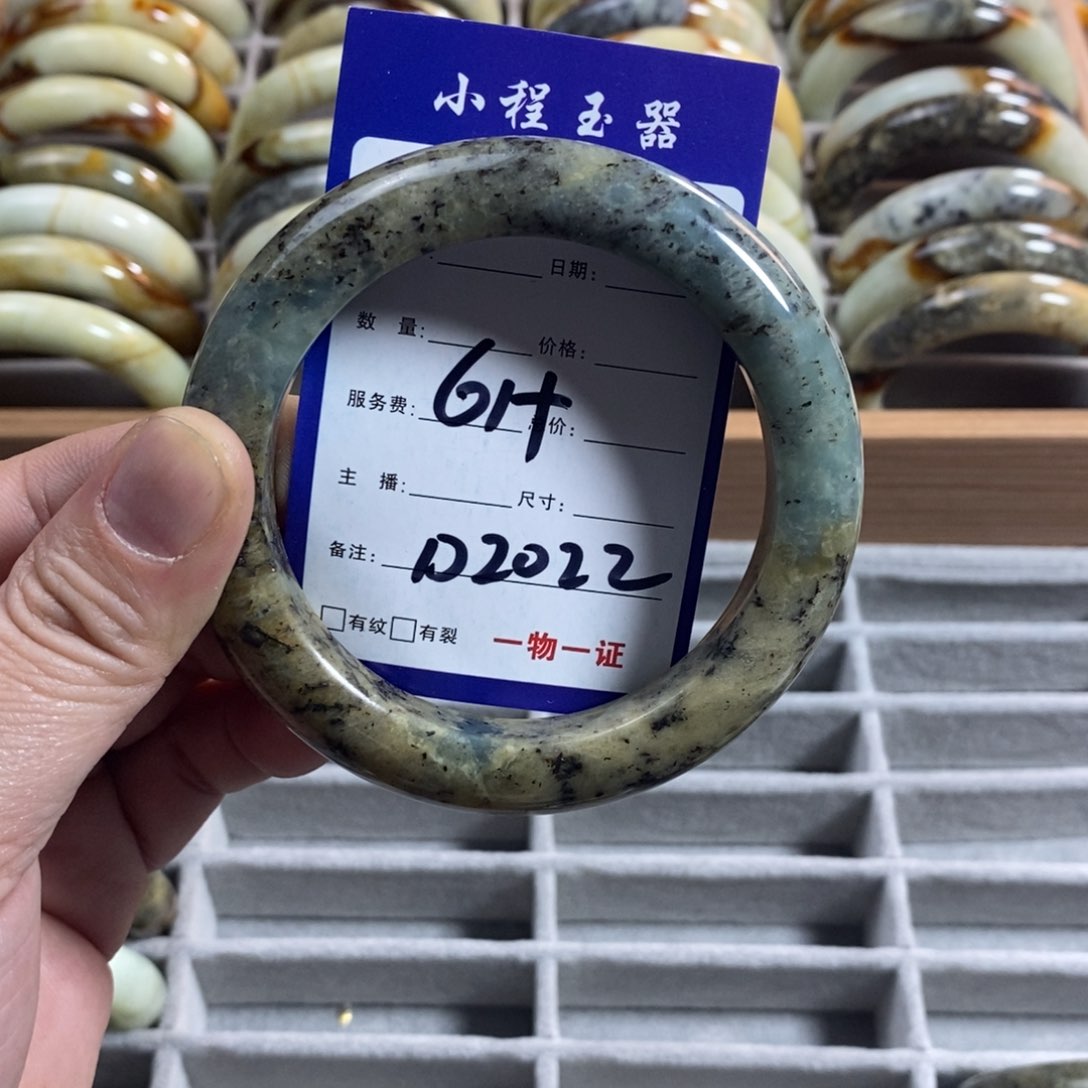 小程玉器
日期:
数 量: 价格:
61#
服务费: 价:
主 播: 尺寸:
备注: D2022
有纹 有裂 一物一证